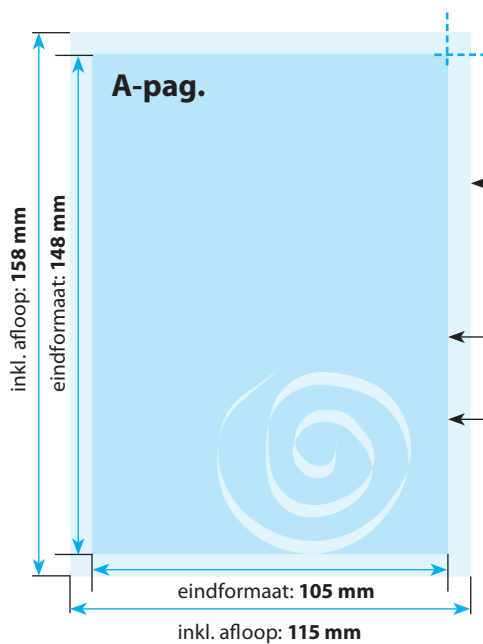 A-pag.
inkl. afloop: 158 mm
eindformaat: 148 mm
eindformaat: 105 mm
inkl. afloop: 115 mm